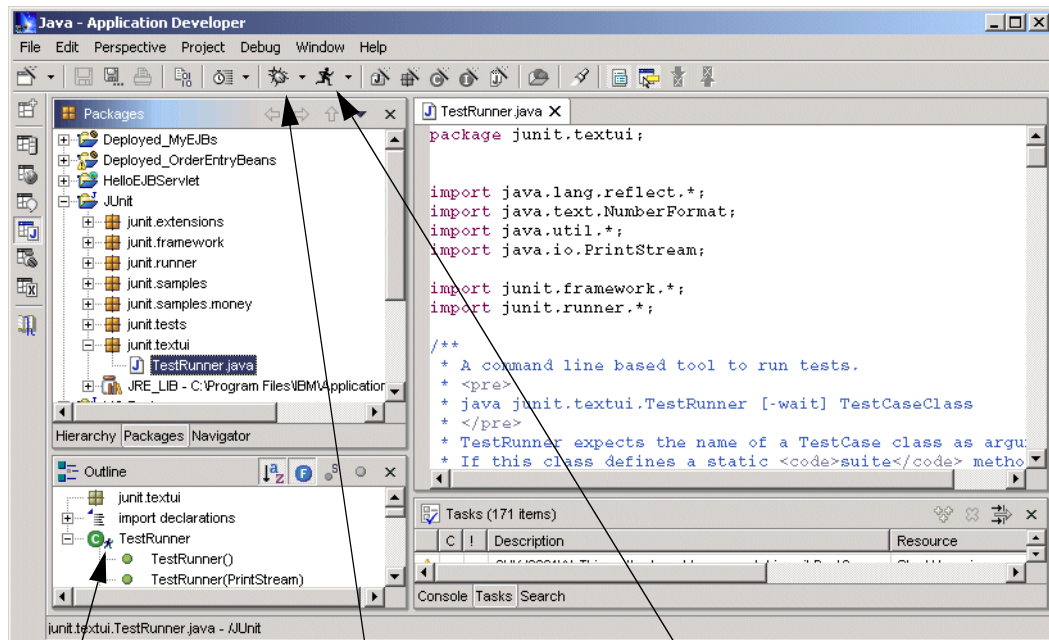 Java - Application Developer
File Edit Perspective Project Debug Window Help
Packages
Deployed_MyEJBs
Deployed_OrderEntryBeans
HelloEJBServlet
JUnit
junit.extensions
junit.framework
junit.runner
junit.samples
junit.samples.money
junit.tests
junit.textui
TestRunner.java
JRE_LIB - C:\Program Files\IBM\Application
Hierarchy Packages Navigator
Outline
junit.textui
import declarations
TestRunner
TestRunner()
TestRunner(PrintStream)
TestRunner.java
package junit.textui;
import java.lang.reflect.*;
import java.text.NumberFormat;
import java.util.*;
import java.io.PrintStream;
import junit.framework.*;
import junit.runner.*;
/**
* A command line based tool to run tests.
* <pre>
* java junit.textui.TestRunner [-wait] TestCaseClass
* </pre>
* TestRunner expects the name of a TestCase class as argu
* If this class defines a static <code>suite</code> metho
Tasks (171 items)
C ! Description Resource
Console Tasks Search
junit.textui.TestRunner.java - /JUnit